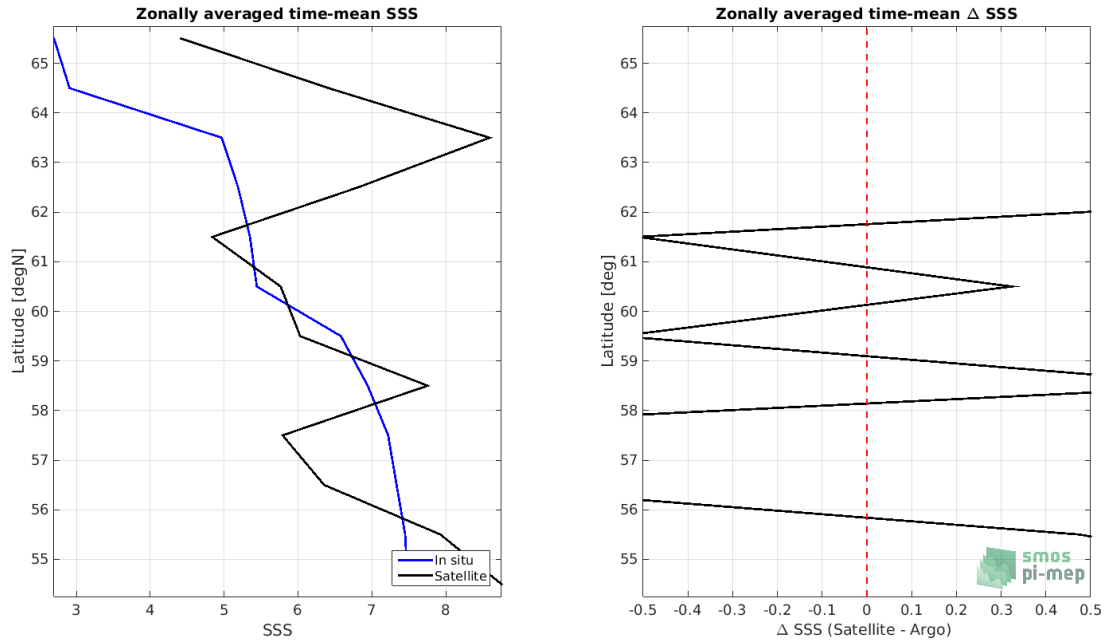 Zonally averaged time-mean SSS
65
64
63
62
61
60
59
58
57
56
55
Latitude [degN]
3 4 5 6 7 8
SSS
In situ
Satellite
Zonally averaged time-mean Δ SSS
65
64
63
62
61
60
59
58
57
56
55
Latitude [deg]
-0.5 -0.4 -0.3 -0.2 -0.1 0 0.1 0.2 0.3 0.4 0.5
Δ SSS (Satellite - Argo)
smos
pi-mep